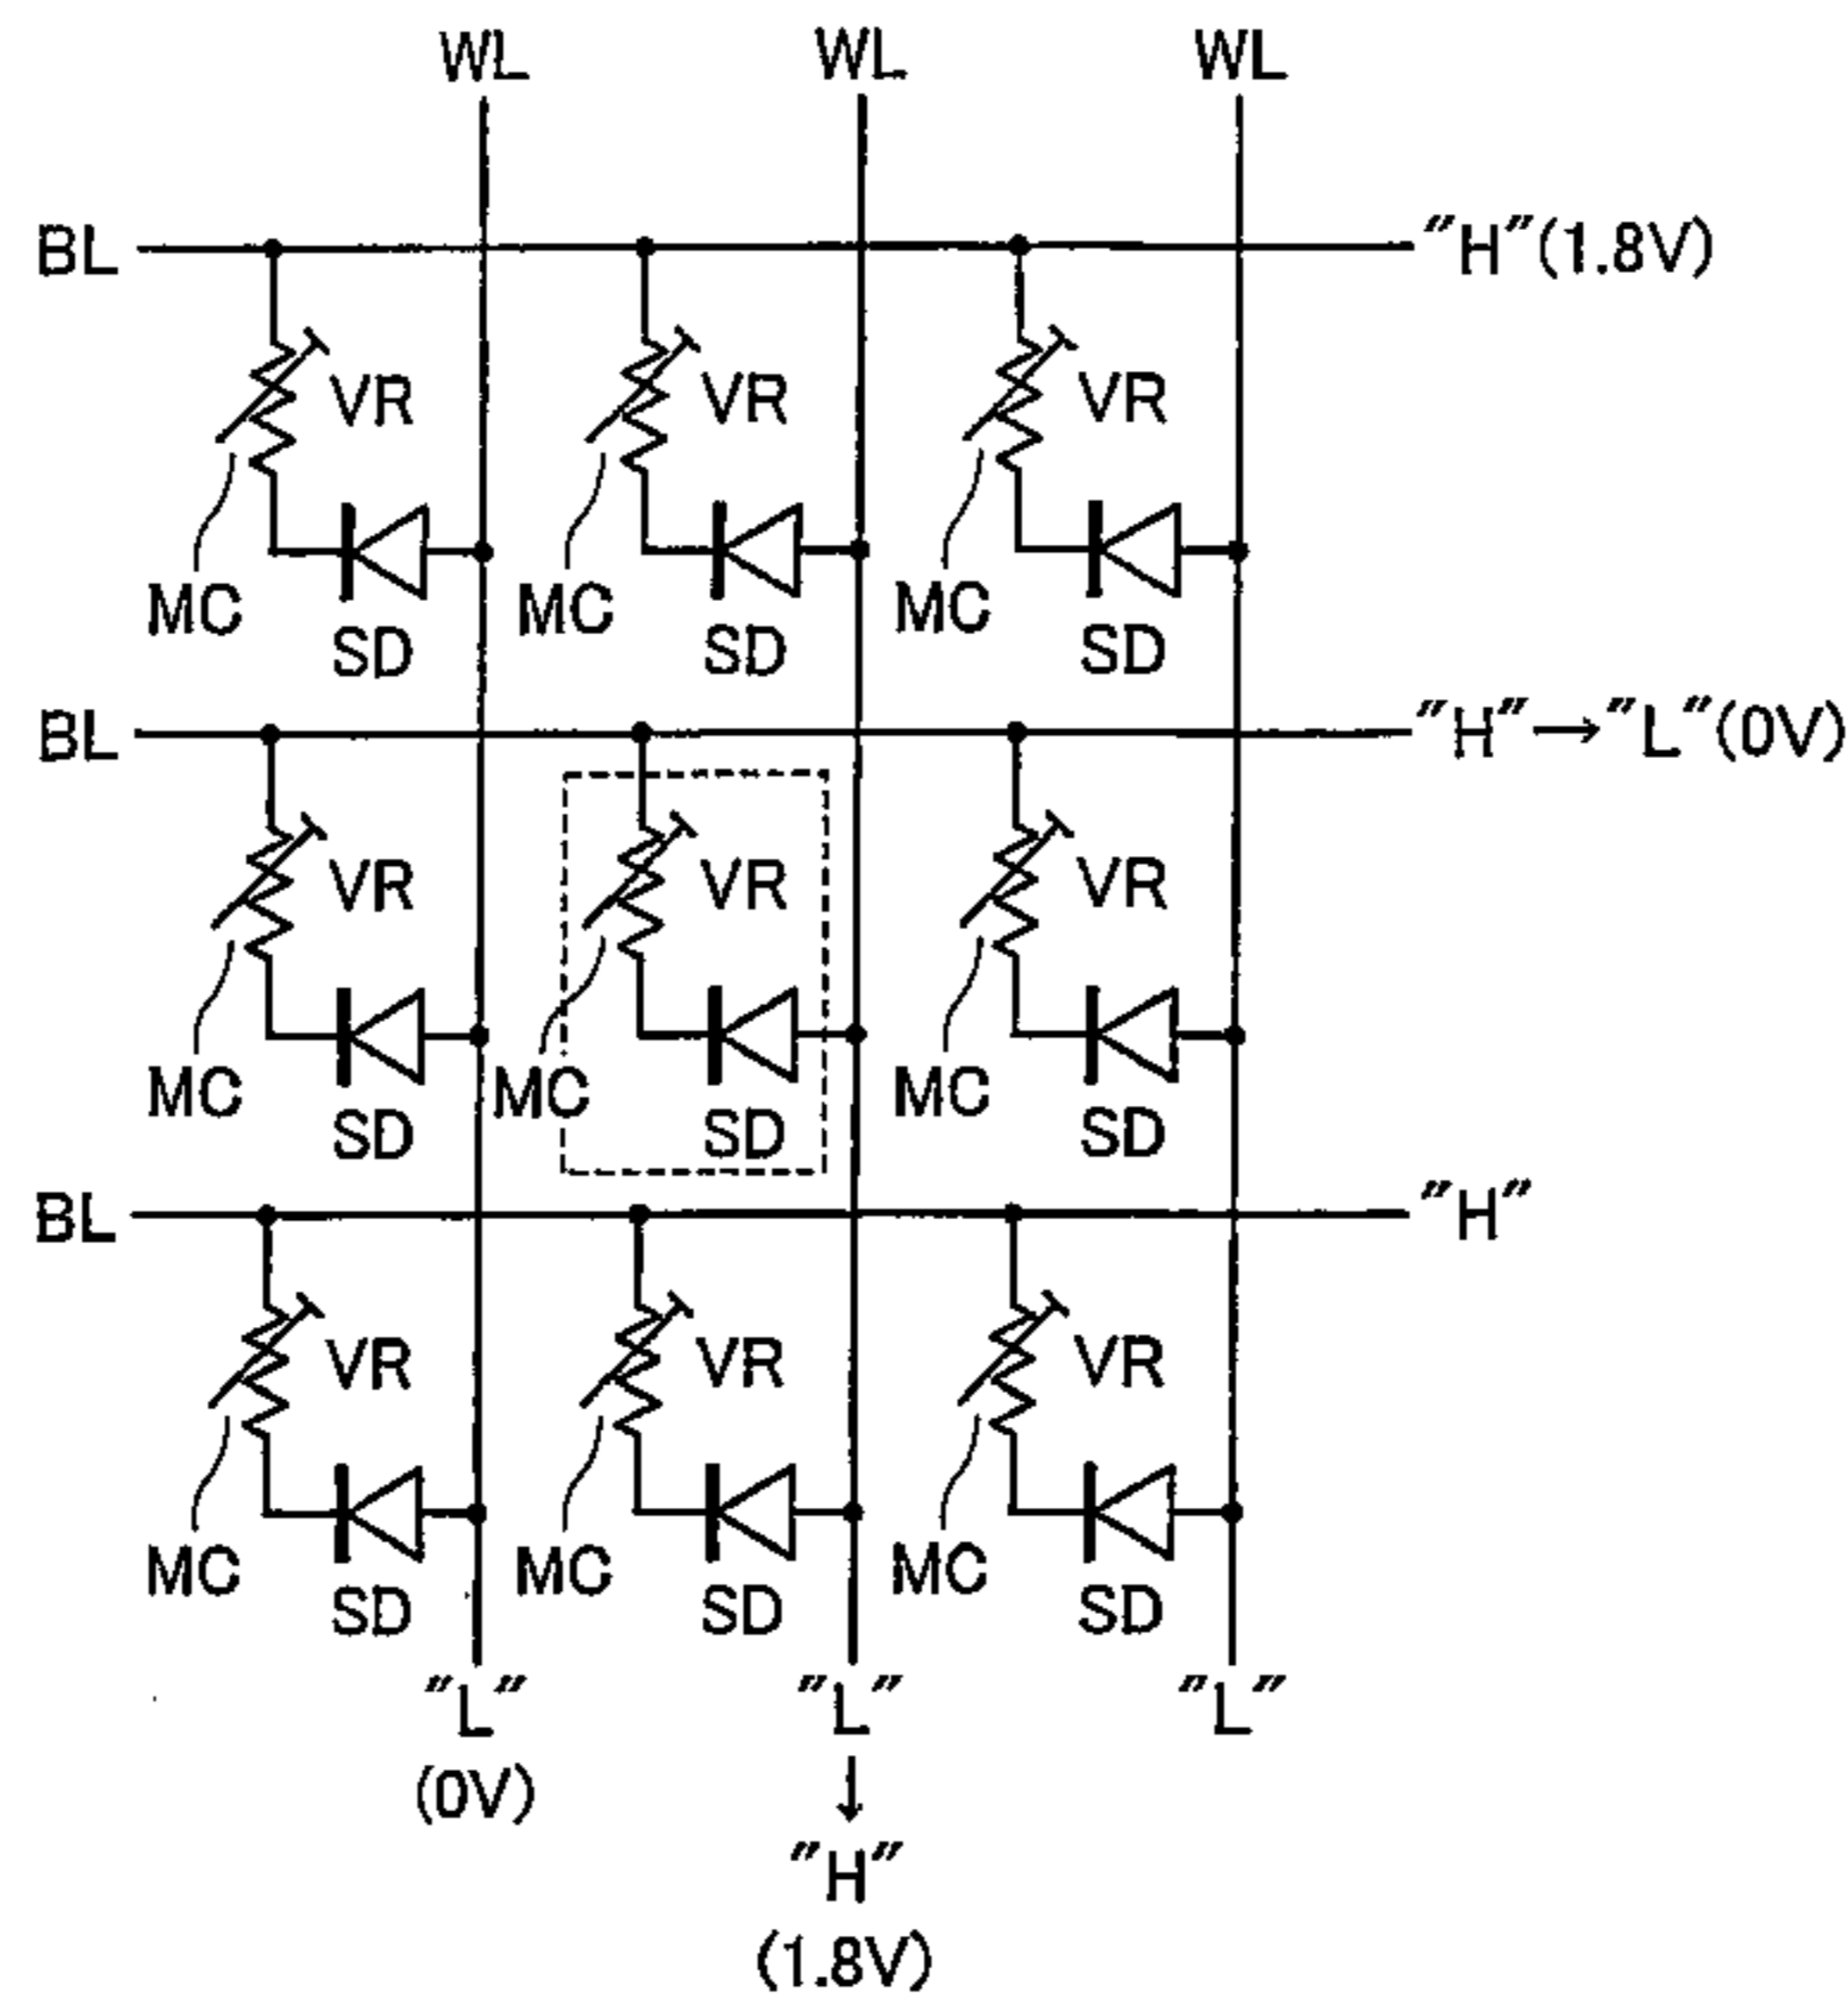 WL WL WL
BL "H"(1.8V)
VR VR VR
MC MC MC
SD SD SD
BL "H"→"L"(0V)
VR VR VR
MC MC MC
SD SD SD
BL "H"
VR VR VR
MC MC MC
SD SD SD
"L" "L" "L"
(0V) ↓
"H"
(1.8V)